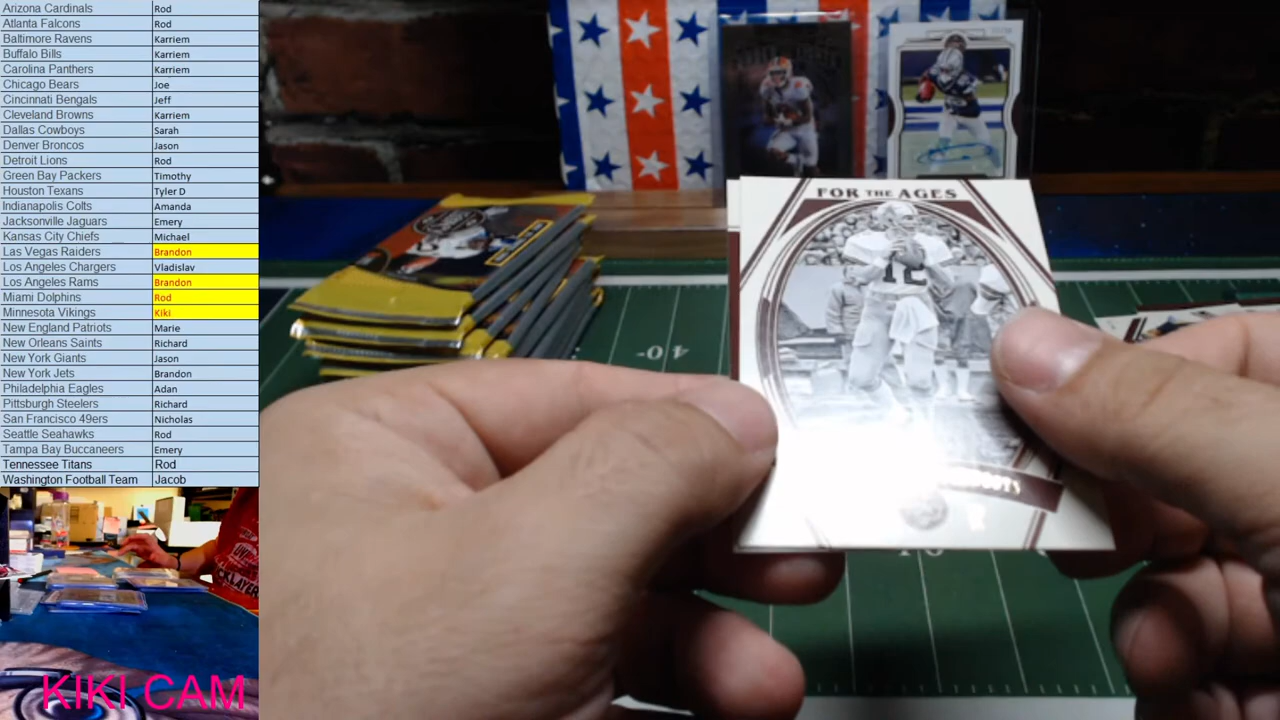 Arizona Cardinals Rod
Atlanta Falcons Rod
Baltimore Ravens Karriem
Buffalo Bills Karriem
Carolina Panthers Karriem
Chicago Bears Joe
Cincinnati Bengals Jeff
Cleveland Browns Karriem
Dallas Cowboys Sarah
Denver Broncos Jason
Detroit Lions Rod
Green Bay Packers Timothy
Houston Texans Tyler D
Indianapolis Colts Amanda
Jacksonville Jaguars Emery
Kansas City Chiefs Michael
Las Vegas Raiders Brandon
Los Angeles Chargers Vladislav
Los Angeles Rams Brandon
Miami Dolphins Rod
Minnesota Vikings Kiki
New England Patriots Marie
New Orleans Saints Richard
New York Giants Jason
New York Jets Brandon
Philadelphia Eagles Adan
Pittsburgh Steelers Richard
San Francisco 49ers Nicholas
Seattle Seahawks Rod
Tampa Bay Buccaneers Emery
Tennessee Titans Rod
Washington Football Team Jacob
KIKI CAM
FOR THE AGES
12